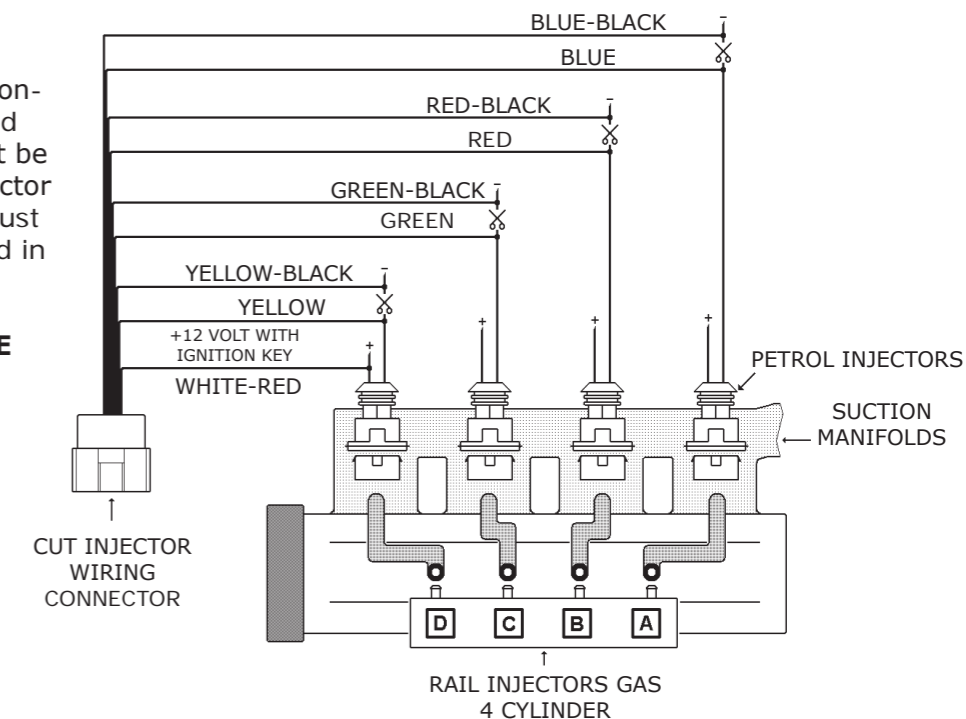 on-
d
t be
ctor
ust
d in
E
BLUE-BLACK
-
BLUE
RED-BLACK
-
RED
GREEN-BLACK
-
GREEN
YELLOW-BLACK
-
YELLOW
+12 VOLT WITH
IGNITION KEY
WHITE-RED
+
+
+
+
PETROL INJECTORS
SUCTION
MANIFOLDS
CUT INJECTOR
WIRING
CONNECTOR
D C B A
RAIL INJECTORS GAS
4 CYLINDER